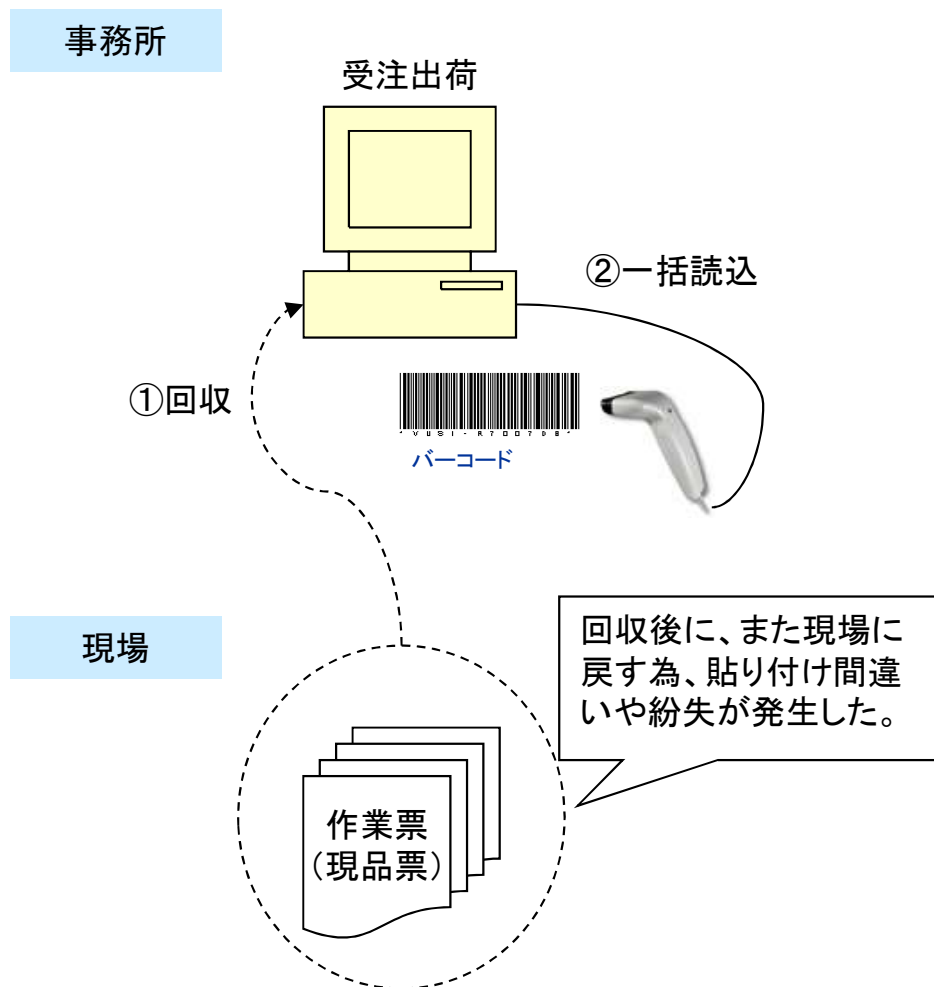 事務所
受注出荷
②一括読込
①回収
バーコード
現場
回収後に、また現場に
戻す為、貼り付け間違
いや紛失が発生した。
作業票
（現品票）